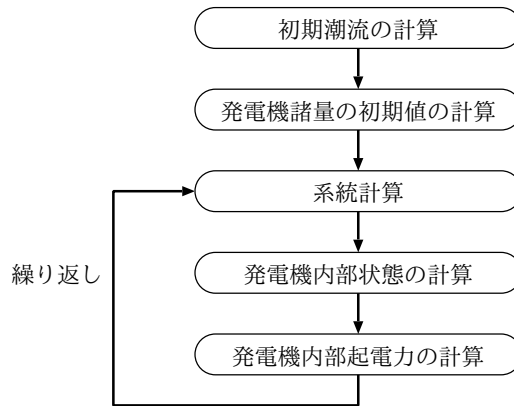 初期潮流の計算
発電機諸量の初期値の計算
系統計算
繰り返し
発電機内部状態の計算
発電機内部起電力の計算